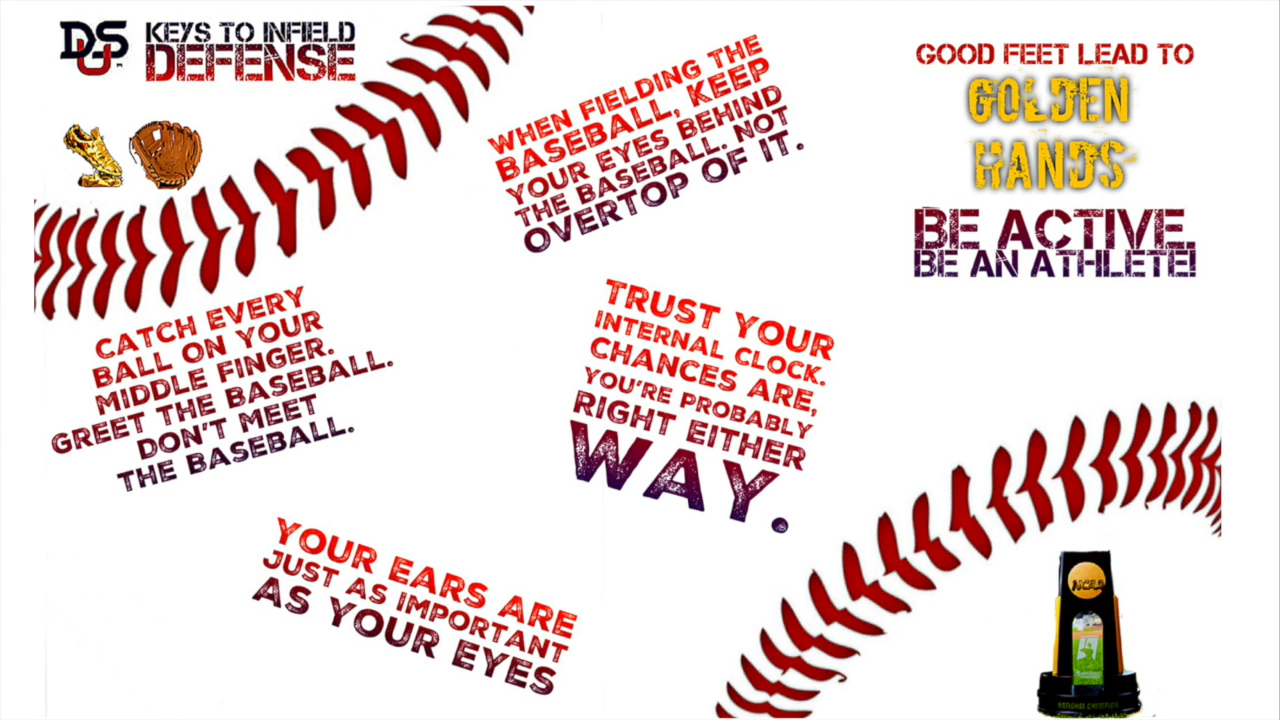 DSU
KEYS TO INFIELD
DEFENSE
WHEN FIELDING THE
BASEBALL, KEEP
YOUR EYES BEHIND
THE BASEBALL. NOT
OVERTOP OF IT.
GOOD FEET LEAD TO
GOLDEN
HANDS
BE ACTIVE.
BE AN ATHLETE!
CATCH EVERY
BALL ON YOUR
MIDDLE FINGER.
GREET THE BASEBALL.
DON'T MEET
THE BASEBALL.
TRUST YOUR
INTERNAL CLOCK.
CHANCES ARE,
YOU'RE PROBABLY
RIGHT EITHER
WAY.
YOUR EARS ARE
JUST AS IMPORTANT
AS YOUR EYES
NCAA
NATIONAL CHAMPION